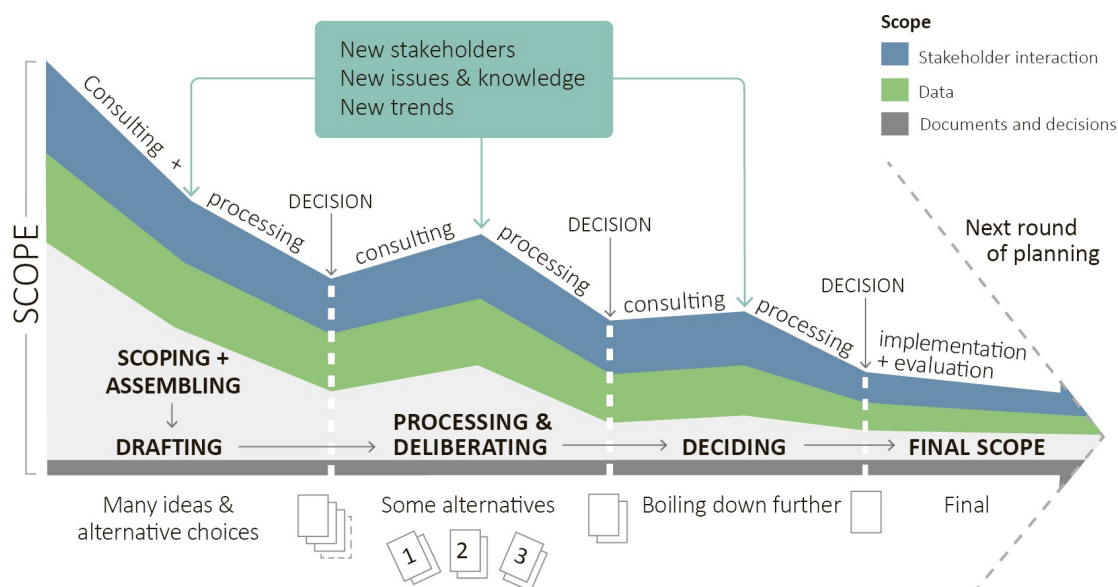 New stakeholders
New issues & knowledge
New trends
Scope
Stakeholder interaction
Data
Documents and decisions
SCOPE
Consulting +
processing
DECISION
consulting
processing
DECISION
consulting
processing
DECISION
implementation
+ evaluation
Next round
of planning
SCOPING +
ASSEMBLING
DRAFTING
PROCESSING &
DELIBERATING
DECIDING
FINAL SCOPE
Many ideas &
alternative choices
Some alternatives
1
2
3
Boiling down further
Final